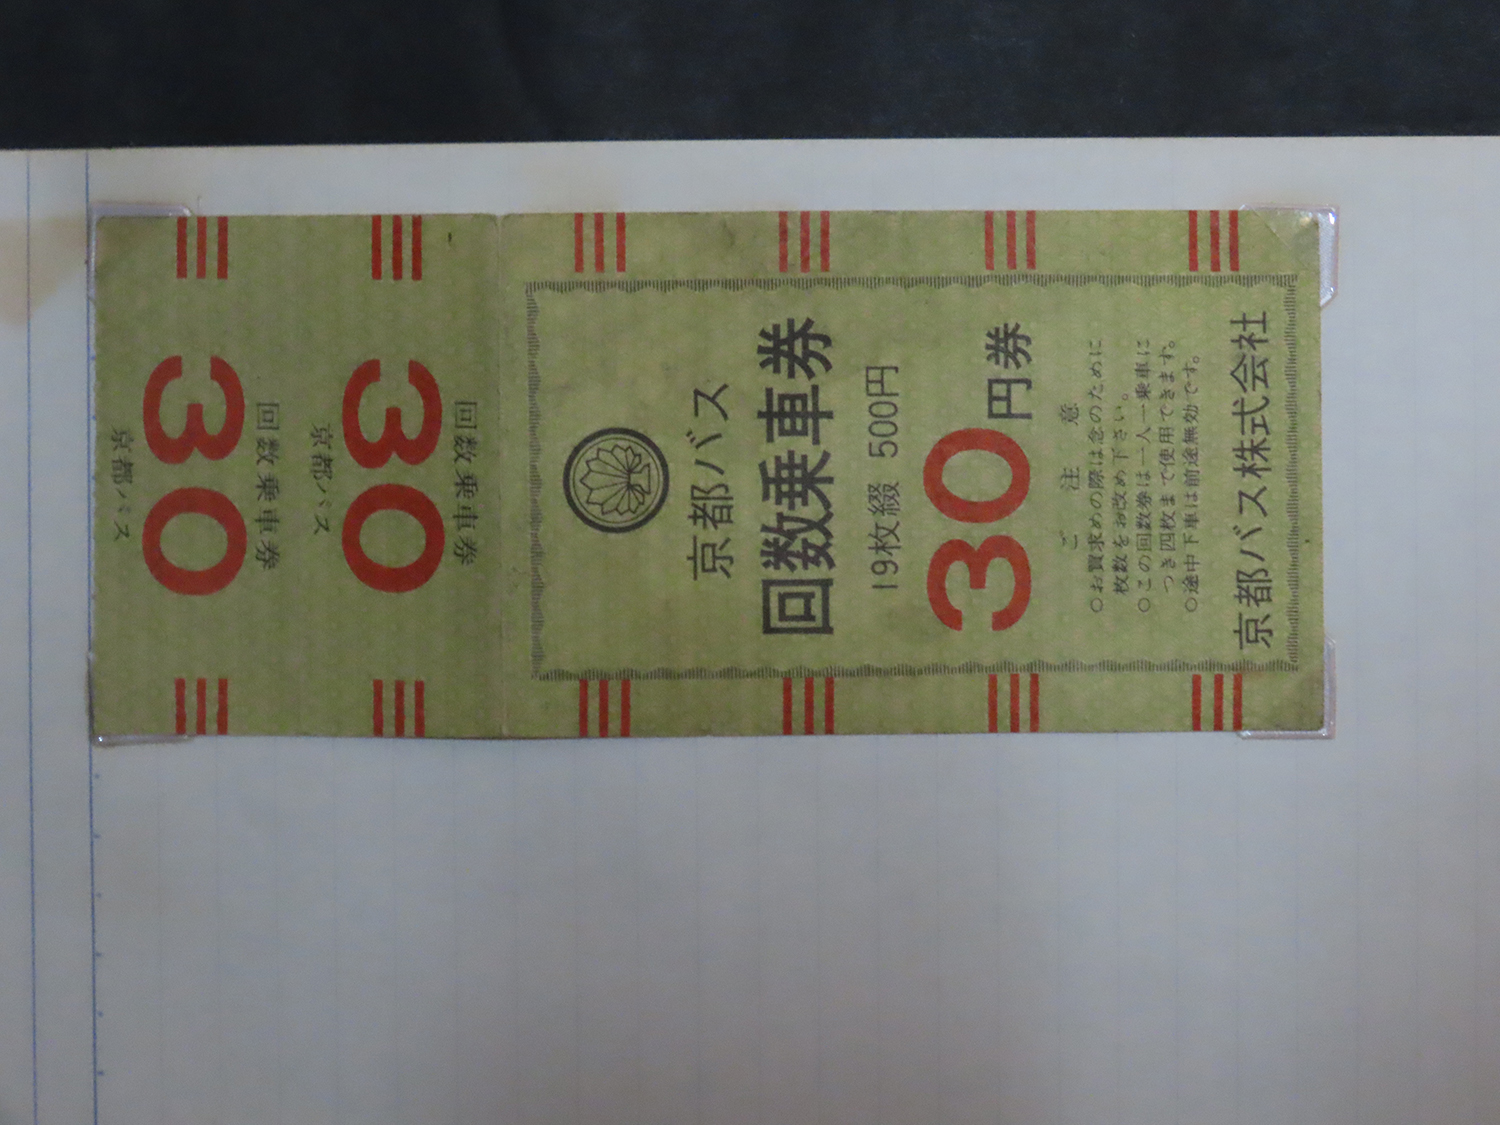 京都バス
回数乗車券
19枚綴 500円
30円券
ご注意
○お買求めの際は念のために
枚数をお改め下さい。
○この回数券は一人一乗車に
つき四枚まで使用できます。
○途中下車は前途無効です。
京都バス株式会社
回数乗車券
30
京都バス
回数乗車券
30
京都バス